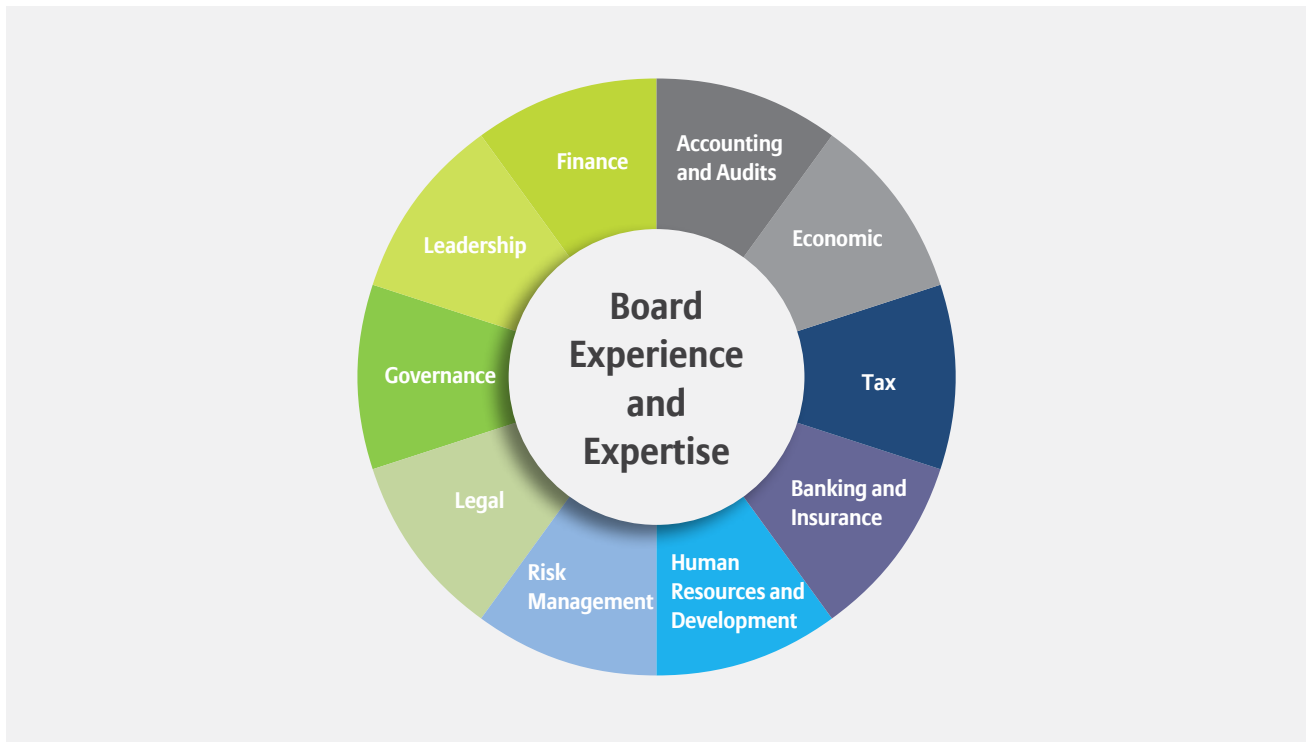 Finance
Accounting
and Audits
Leadership
Economic
Board
Experience
and
Expertise
Governance
Tax
Legal
Banking and
Insurance
Risk
Management
Human
Resources and
Development